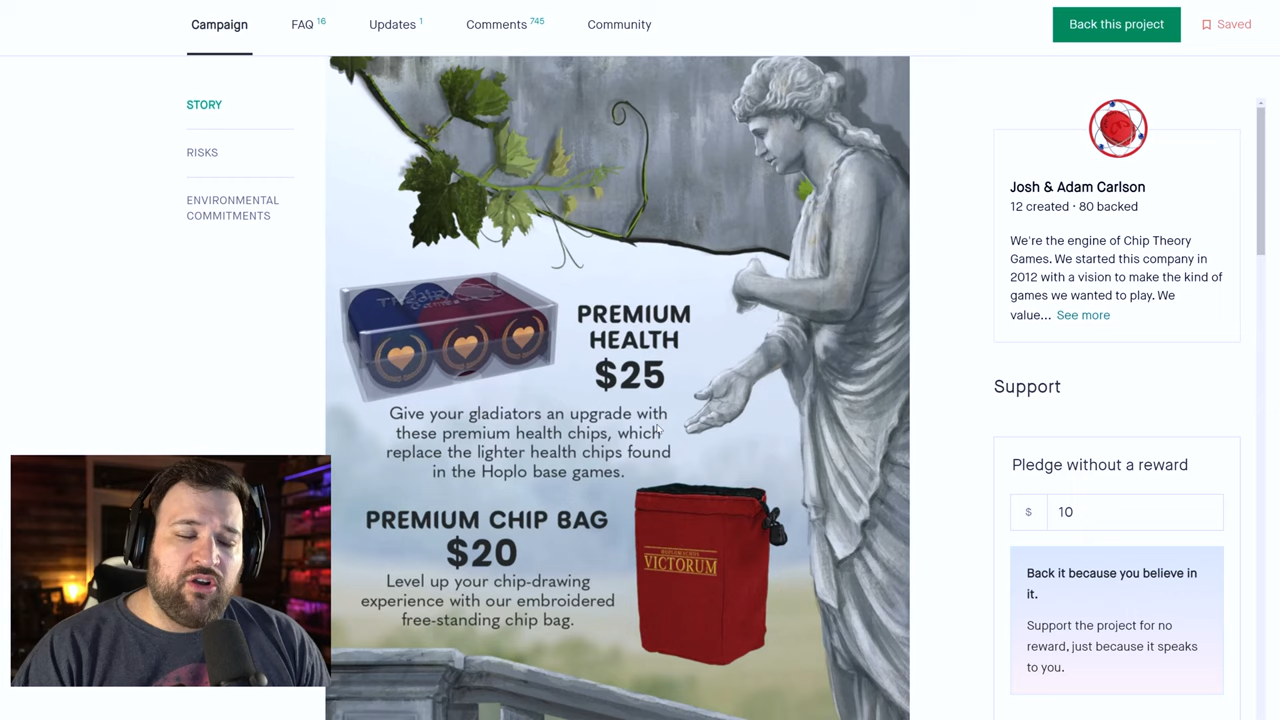 Campaign
FAQ 16
Updates 1
Comments 745
Community
Back this project
Saved
STORY
RISKS
ENVIRONMENTAL
COMMITMENTS
PREMIUM
HEALTH
$25
Give your gladiators an upgrade with
these premium health chips, which
replace the lighter health chips found
in the Hoplo base games.
PREMIUM CHIP BAG
$20
Level up your chip-drawing
experience with our embroidered
free-standing chip bag.
HOPLOMACHUS
VICTORUM
Josh & Adam Carlson
12 created · 80 backed
We're the engine of Chip Theory
Games. We started this company in
2012 with a vision to make the kind of
games we wanted to play. We
value... See more
Support
Pledge without a reward
$ 10
Back it because you believe in
it.
Support the project for no
reward, just because it speaks
to you.